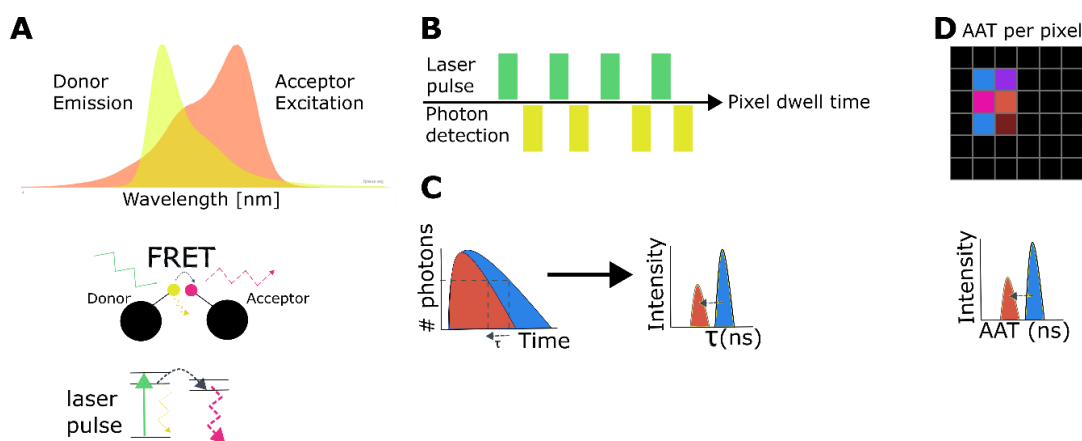 A
Donor
Emission
Acceptor
Excitation
Wavelength [nm]
FRET
Donor
Acceptor
laser
pulse
B
Laser
pulse
Photon
detection
Pixel dwell time
C
# photons
τ
Time
Intensity
τ(ns)
D
AAT per pixel
Intensity
AAT (ns)